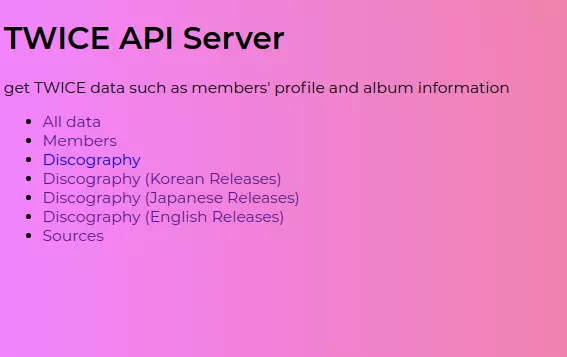 TWICE API Server
get TWICE data such as members' profile and album information
All data
Members
Discography
Discography (Korean Releases)
Discography (Japanese Releases)
Discography (English Releases)
Sources